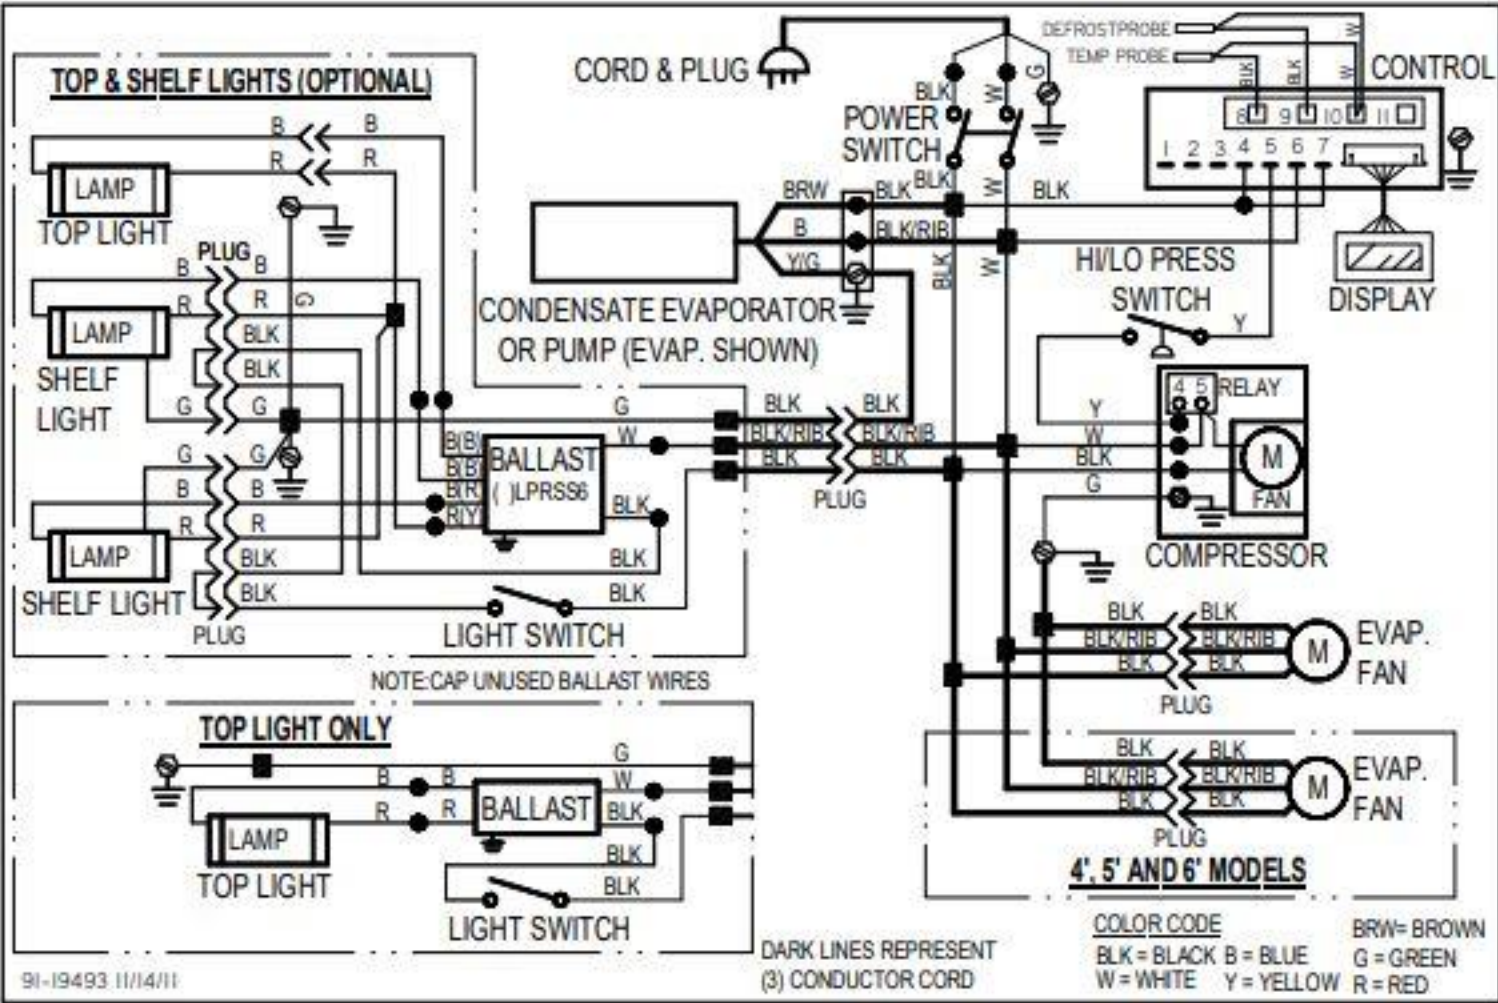 TOP & SHELF LIGHTS (OPTIONAL)
B B
R R
LAMP
TOP LIGHT
PLUG
B B
R R
G
LAMP
BLK
BLK
SHELF
LIGHT
G G
G G
B B
R R
LAMP
BLK
BLK
SHELF LIGHT
PLUG
B(B)
B(B)
B(R)
R(Y)
BALLAST
( )LPRSS6
G
W
BLK
BLK
BLK
LIGHT SWITCH
NOTE:CAP UNUSED BALLAST WIRES
CORD & PLUG
BLK W G
POWER
SWITCH
BLK W
BRW BLK
B BLK/RIB
Y/G
BLK W
BLK
CONDENSATE EVAPORATOR
OR PUMP (EVAP. SHOWN)
BLK BLK
BLK/RIB BLK/RIB
BLK BLK
PLUG
DEFROSTPROBE
TEMP PROBE
BLK BLK W W
CONTROL
8 9 10 11
1 2 3 4 5 6 7
DISPLAY
HI/LO PRESS
SWITCH
Y
4 5 RELAY
Y
W
BLK
G
M
FAN
COMPRESSOR
BLK BLK
BLK/RIB BLK/RIB
BLK BLK
PLUG
M
EVAP.
FAN
BLK BLK
BLK/RIB BLK/RIB
BLK BLK
PLUG
M
EVAP.
FAN
4', 5' AND 6' MODELS
TOP LIGHT ONLY
B B
R R
LAMP
TOP LIGHT
BALLAST
G
W
BLK
BLK
BLK
LIGHT SWITCH
DARK LINES REPRESENT
(3) CONDUCTOR CORD
COLOR CODE
BLK = BLACK B = BLUE
W = WHITE Y = YELLOW
BRW= BROWN
G = GREEN
R = RED
91-19493 11/14/11